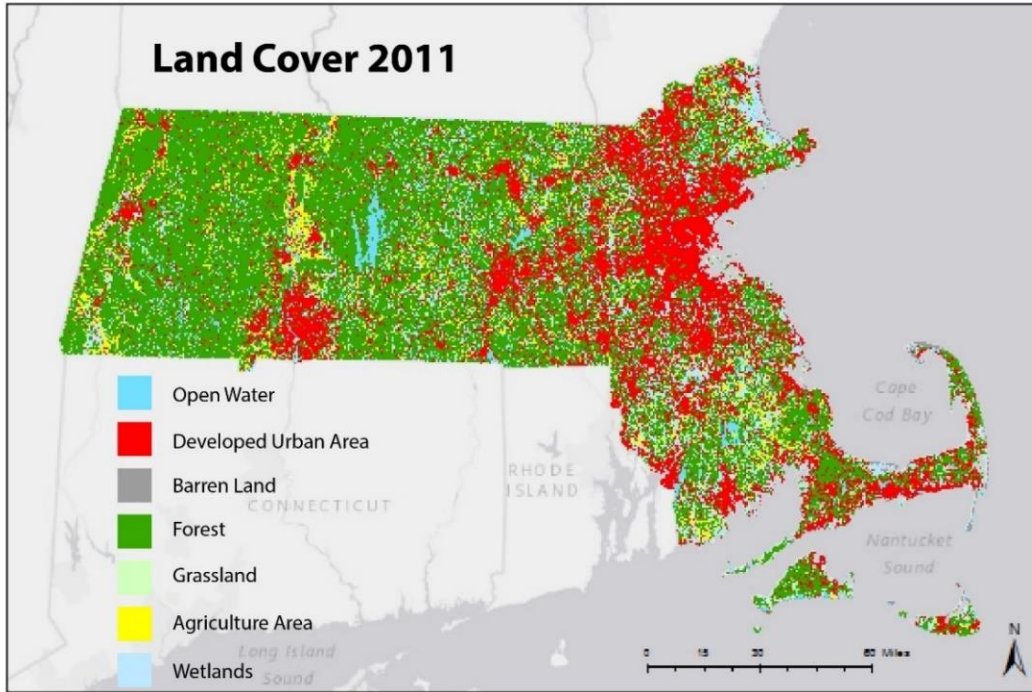 Land Cover 2011
Open Water
Developed Urban Area
Barren Land
Forest
Grassland
Agriculture Area
Wetlands
CONNECTICUT
RHODE
ISLAND
Long Island
Sound
Cape
Cod Bay
Nantucket
Sound
0 15 30 60 Miles
N